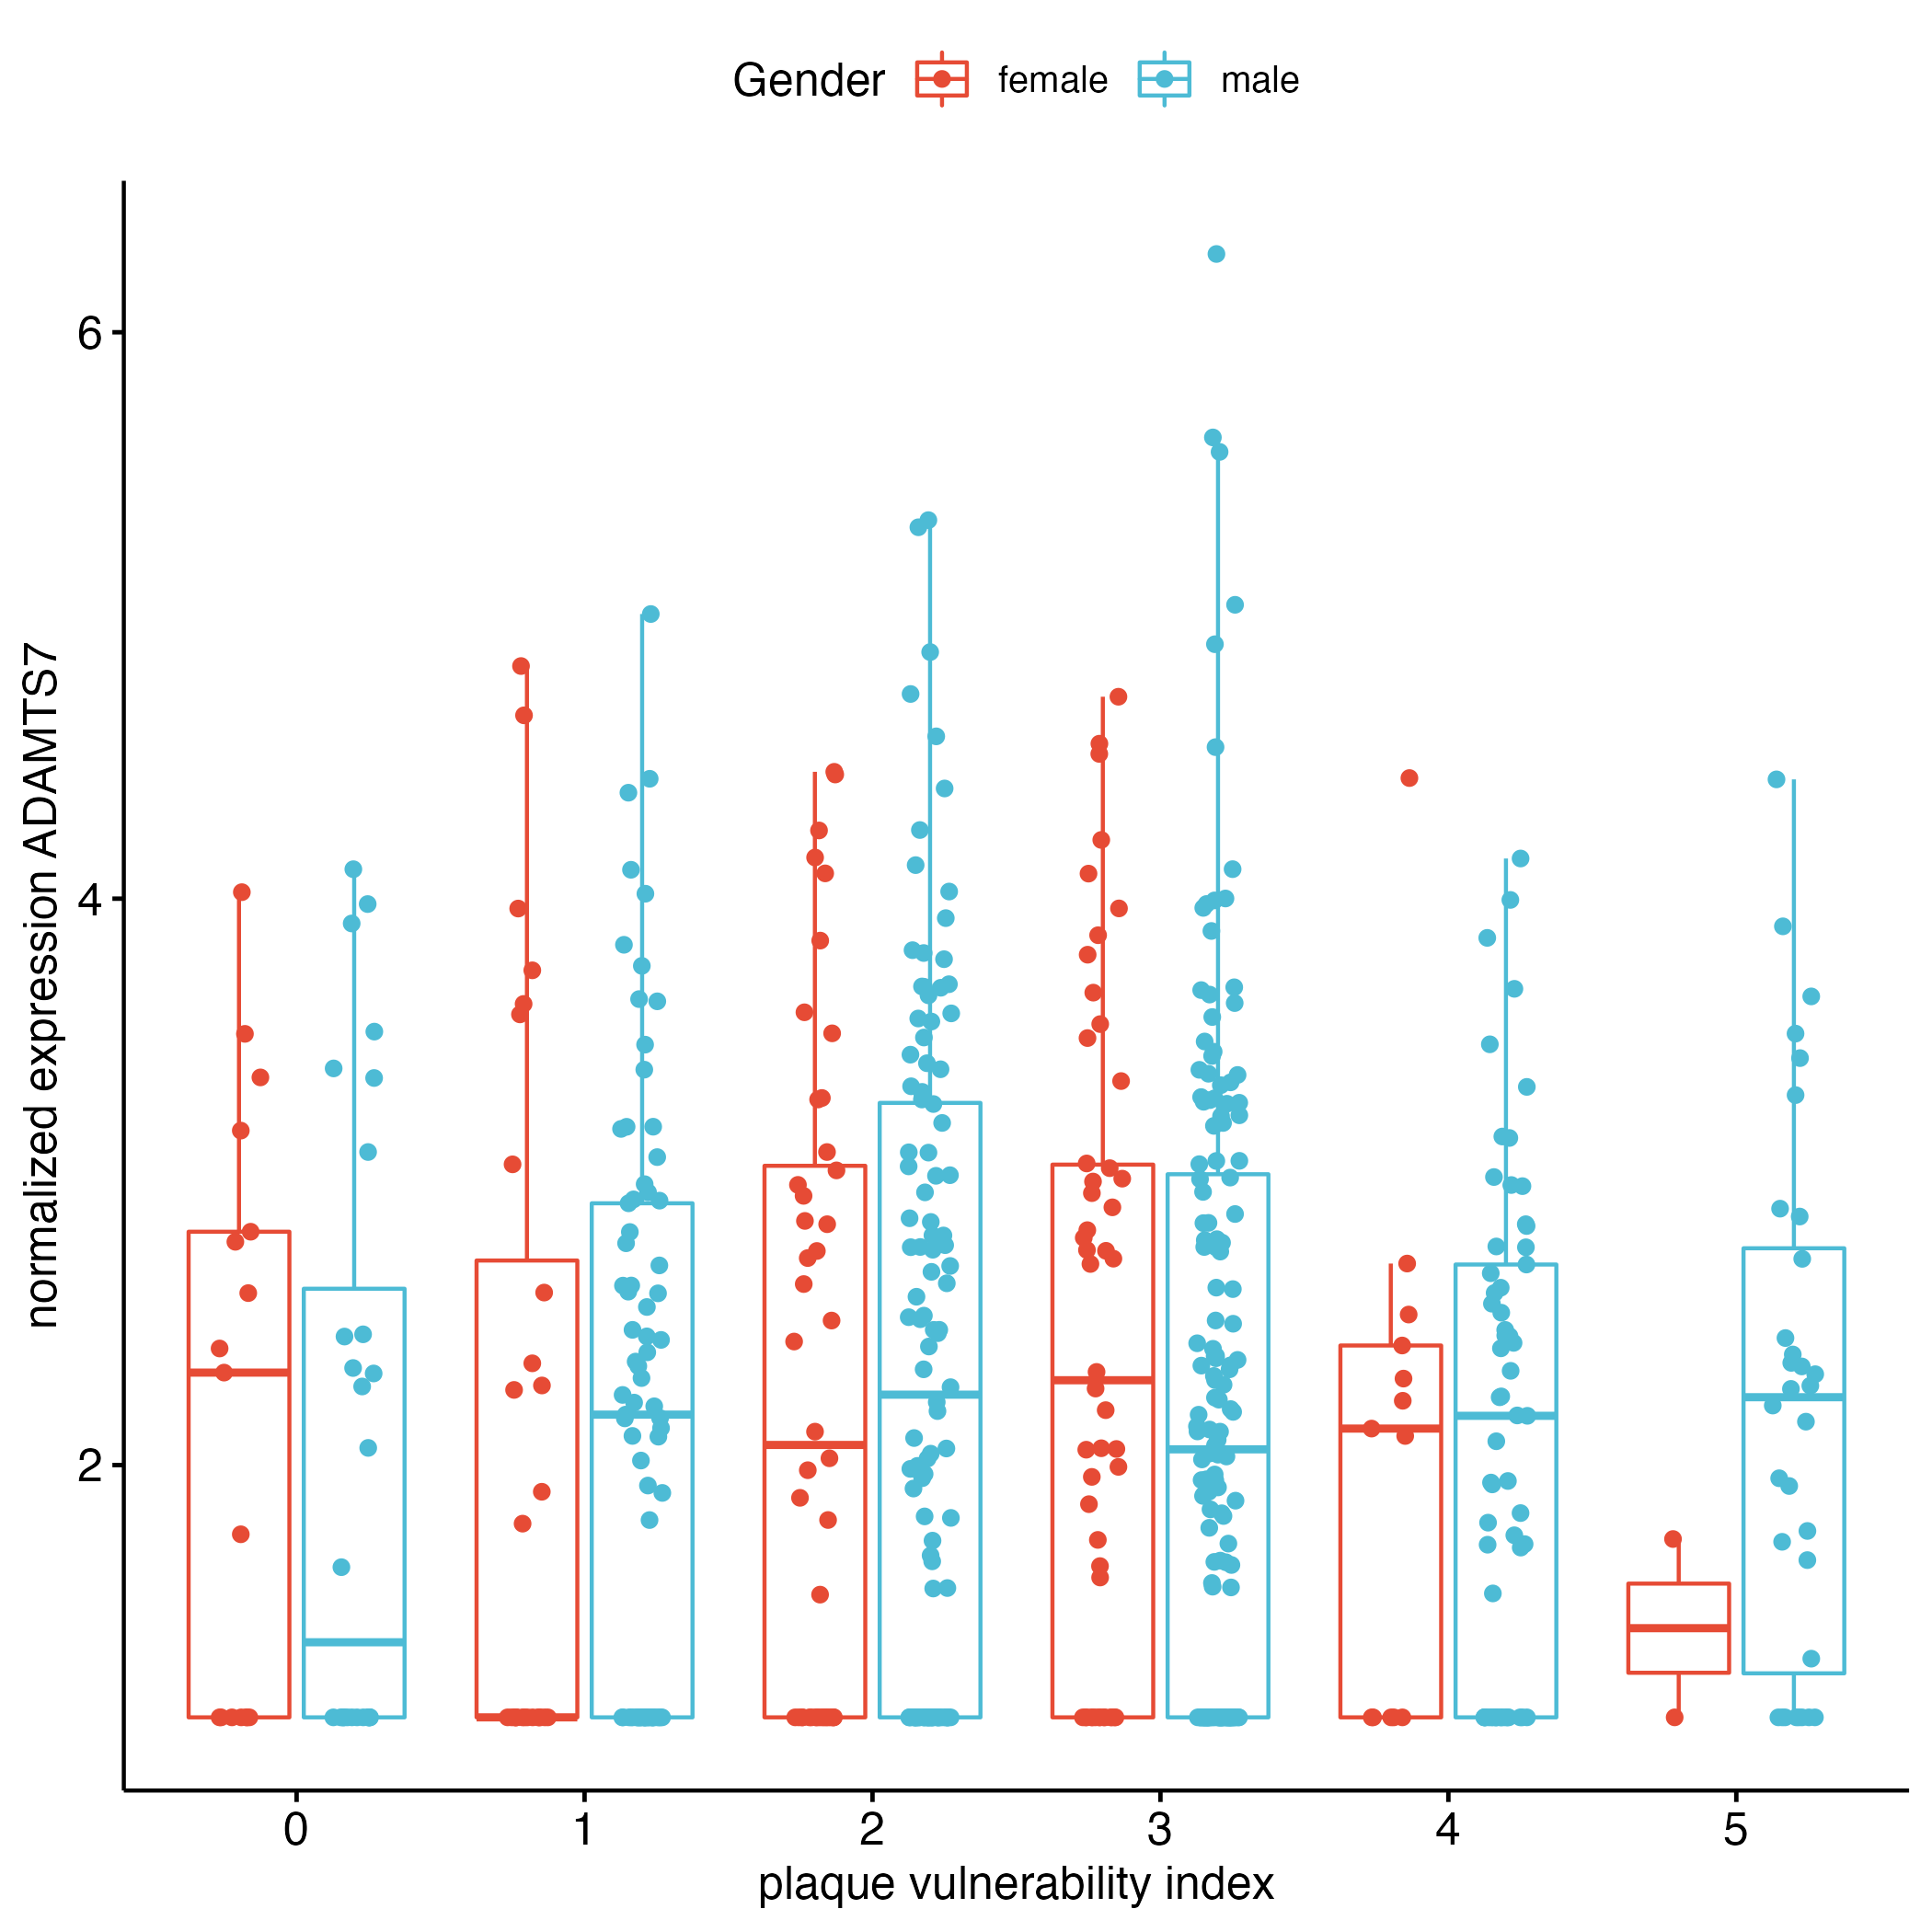 Gender female male
normalized expression ADAMTS7
6
4
2
0 1 2 3 4 5
plaque vulnerability index